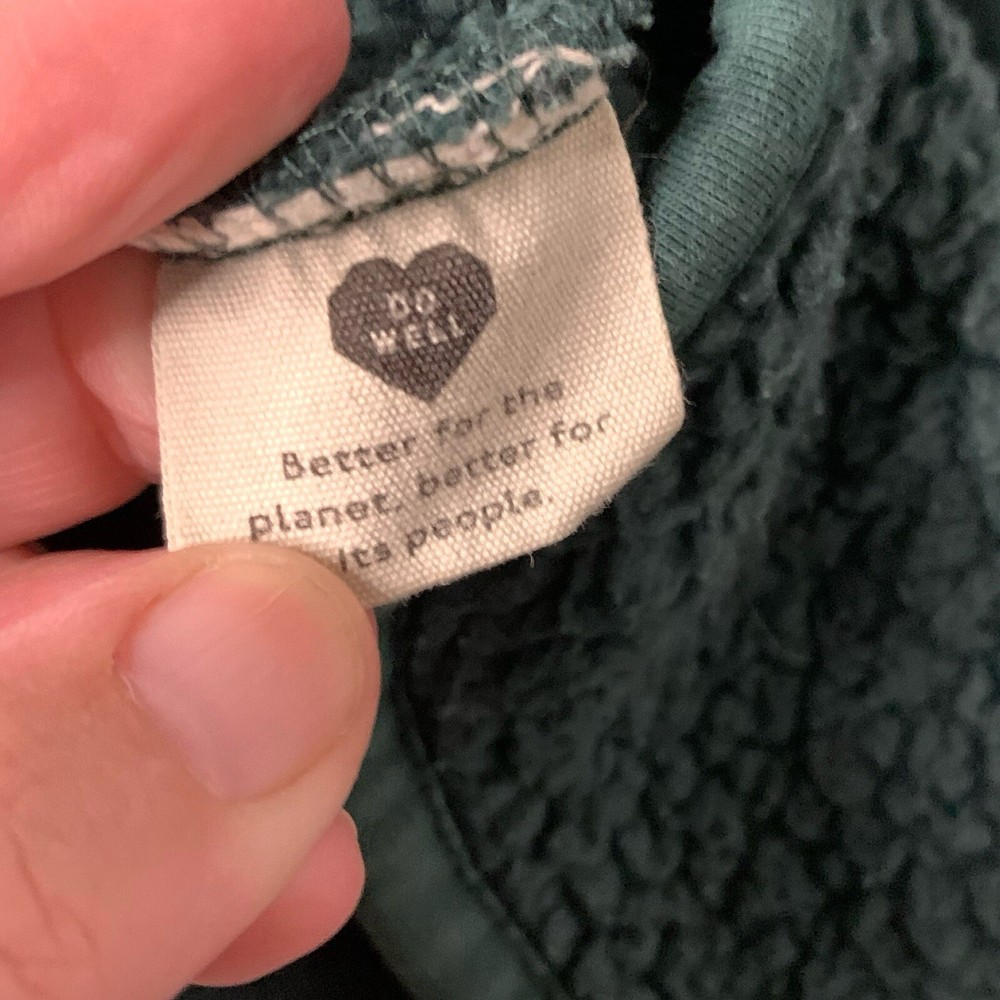 DO
WELL
Better for the
planet, better for
its people.